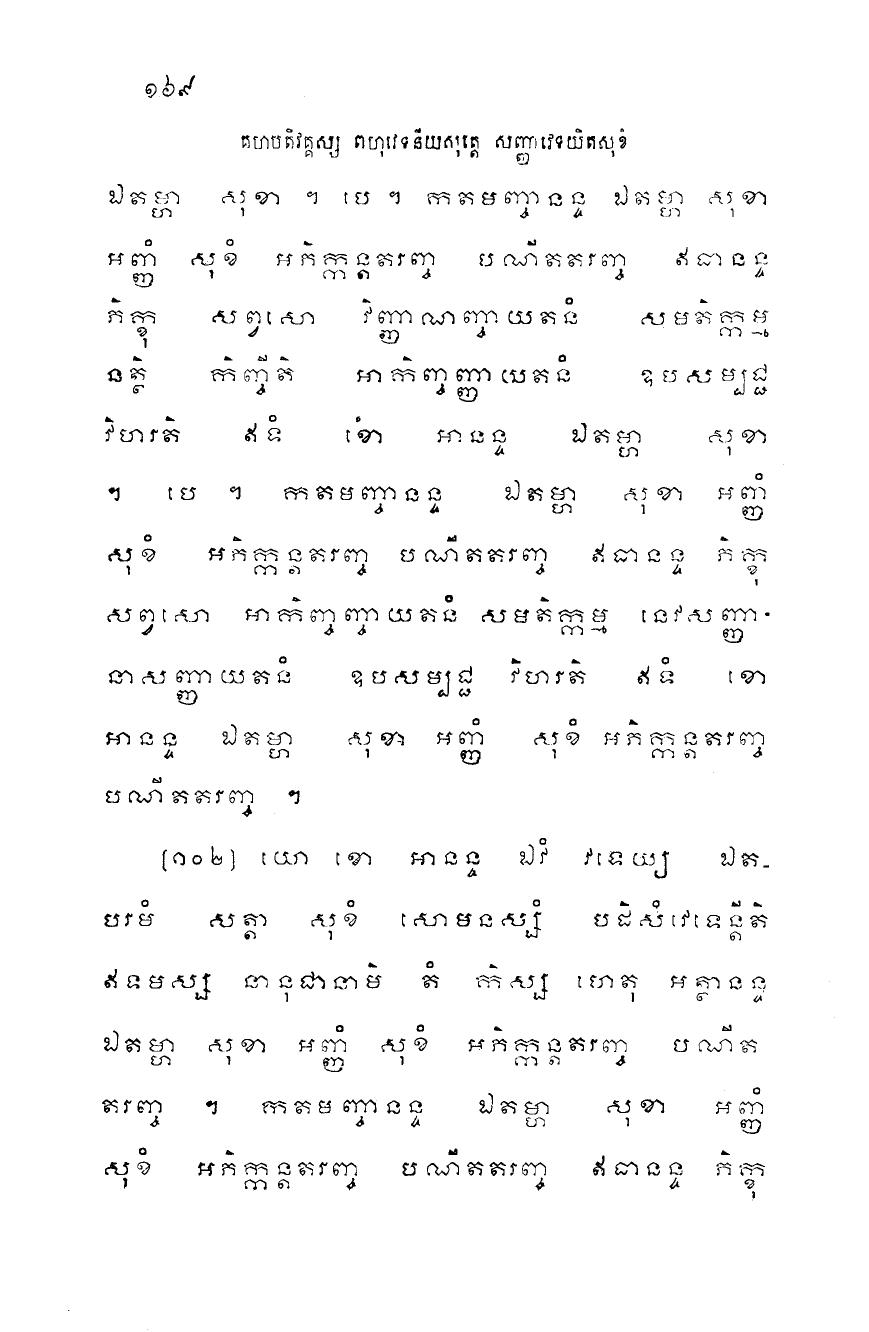 ១៦៩
គហបតិវគ្គស្ស ពហុវេទនីយសុត្តេ សញ្ញាវេទយិតសុខំ
ឯតម្ហា សុខា ។ បេ ។ កតមញ្ចានន្ទ ឯតម្ហា សុខា
អញ្ញំ សុខំ អភិក្កន្តតរញ្ច បណីតតរញ្ច ឥធានន្ទ
ភិក្ខុ សព្វសោ វិញ្ញាណញ្ចាយតនំ សមតិក្កម្ម
នត្ថិ កិញ្ចីតិ អាកិញ្ចញ្ញាយតនំ ឧបសម្បជ្ជ
វិហរតិ ឥទំ ខោ អានន្ទ ឯតម្ហា សុខា
។ បេ ។ កតមញ្ចានន្ទ ឯតម្ហា សុខា អញ្ញំ
សុខំ អភិក្កន្តតរញ្ច បណីតតរញ្ច ឥធានន្ទ ភិក្ខុ
សព្វសោ អាកិញ្ចញ្ញាយតនំ សមតិក្កម្ម នេវសញ្ញា-
នាសញ្ញាយតនំ ឧបសម្បជ្ជ វិហរតិ ឥទំ ខោ
អានន្ទ ឯតម្ហា សុខា អញ្ញំ សុខំ អភិក្កន្តតរញ្ច
បណីតតរញ្ច ។
[១០២] យោ ខោ អានន្ទ ឯវំ វទេយ្យ ឯត-
បរមំ សត្តា សុខំ សោមនស្សំ បដិសំវេទេន្តីតិ
ឥទមស្ស នានុជានាមិ តំ កិស្ស ហេតុ អត្ថានន្ទ
ឯតម្ហា សុខា អញ្ញំ សុខំ អភិក្កន្តតរញ្ច បណីត
តរញ្ច ។ កតមញ្ចានន្ទ ឯតម្ហា សុខា អញ្ញំ
សុខំ អភិក្កន្តតរញ្ច បណីតតរញ្ច ឥធានន្ទ ភិក្ខុ